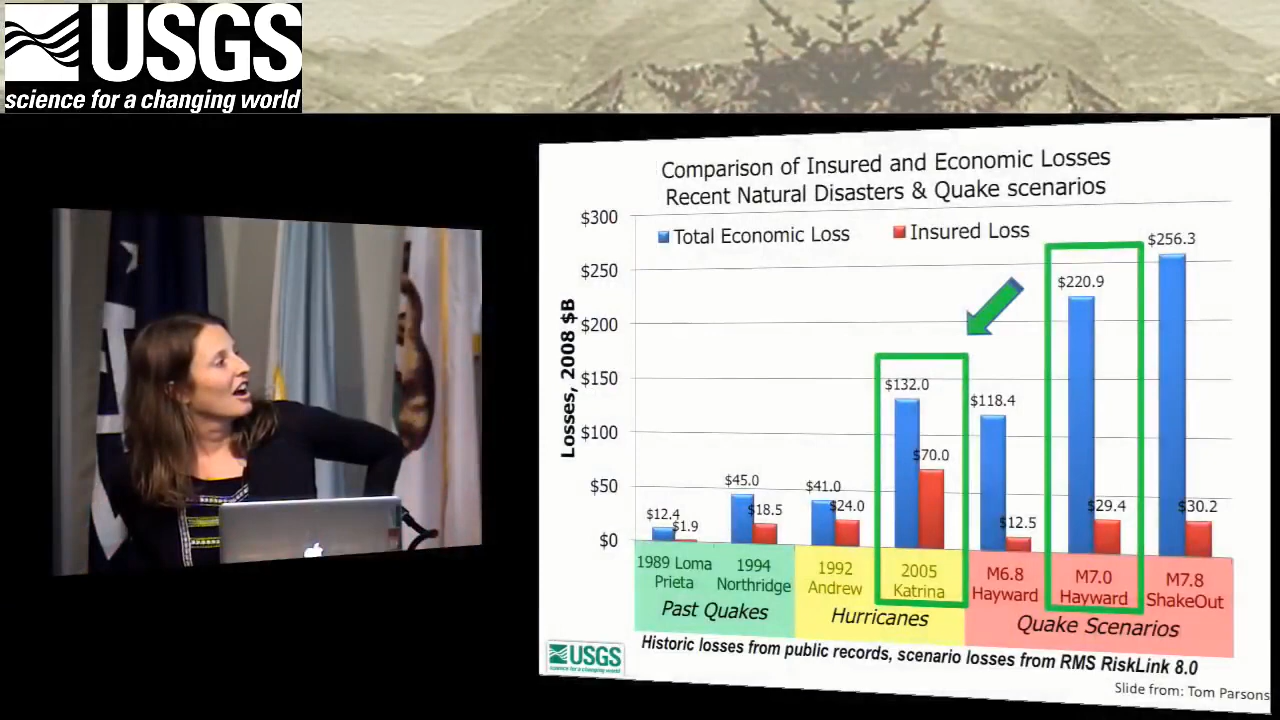 USGS
science for a changing world
Comparison of Insured and Economic Losses
Recent Natural Disasters & Quake scenarios
Total Economic Loss
Insured Loss
Losses, 2008 $B
$300
$250
$200
$150
$100
$50
$0
$12.4
$1.9
$45.0
$18.5
$41.0
$24.0
$132.0
$70.0
$118.4
$12.5
$220.9
$29.4
$256.3
$30.2
1989 Loma
Prieta
1994
Northridge
1992
Andrew
2005
Katrina
M6.8
Hayward
M7.0
Hayward
M7.8
ShakeOut
Past Quakes
Hurricanes
Quake Scenarios
Historic losses from public records, scenario losses from RMS RiskLink 8.0
USGS
science for a changing world
Slide from: Tom Parsons